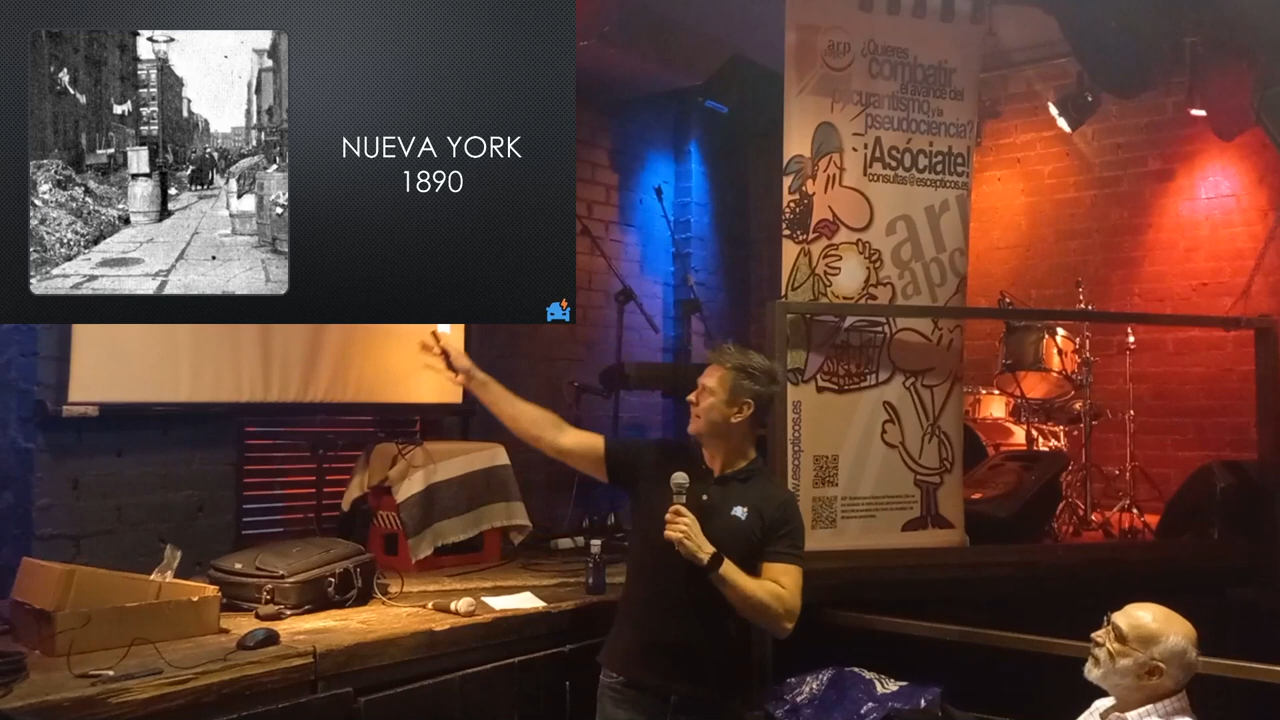 NUEVA YORK
1890
arp
¿Quieres
combatir
el avance del
oscurantismo y la
pseudociencia?
¡Asóciate!
consultas@escepticos.es
arp
sapc
www.escepticos.es